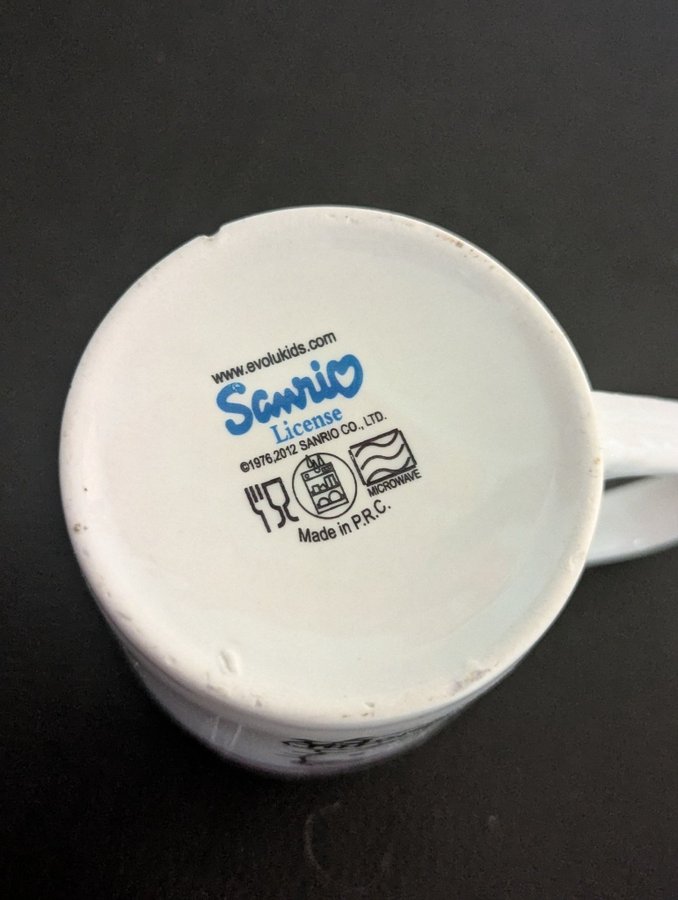 www.evolukids.com
Sanrio
License
©1976,2012 SANRIO CO., LTD.
MICROWAVE
Made in P.R.C.